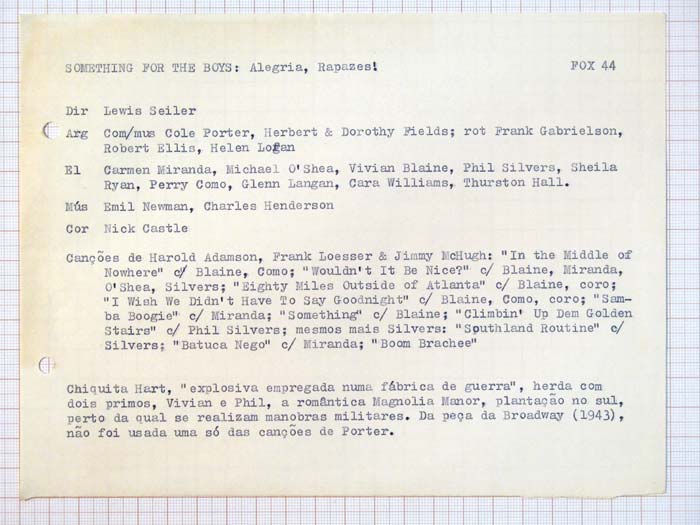 SOMETHING FOR THE BOYS: Alegria, Rapazes! FOX 44
Dir Lewis Seiler
Arg Com/mus Cole Porter, Herbert & Dorothy Fields; rot Frank Gabrielson,
Robert Ellis, Helen Logan
El Carmen Miranda, Michael O'Shea, Vivian Blaine, Phil Silvers, Sheila
Ryan, Perry Como, Glenn Langan, Cara Williams, Thurston Hall.
Mús Emil Newman, Charles Henderson
Cor Nick Castle
Canções de Harold Adamson, Frank Loesser & Jimmy McHugh: "In the Middle of
Nowhere" c/ Blaine, Como; "Wouldn't It Be Nice?" c/ Blaine, Miranda,
O'Shea, Silvers; "Eighty Miles Outside of Atlanta" c/ Blaine, coro;
"I Wish We Didn't Have To Say Goodnight" c/ Blaine, Como, coro; "Sam-
ba Boogie" c/ Miranda; "Something" c/ Blaine; "Climbin' Up Dem Golden
Stairs" c/ Phil Silvers; mesmos mais Silvers: "Southland Routine" c/
Silvers; "Batuca Nego" c/ Miranda; "Boom Brachee"
Chiquita Hart, "explosiva empregada numa fábrica de guerra", herda com
dois primos, Vivian e Phil, a romântica Magnolia Manor, plantação no sul,
perto da qual se realizam manobras militares. Da peça da Broadway (1943),
não foi usada uma só das canções de Porter.